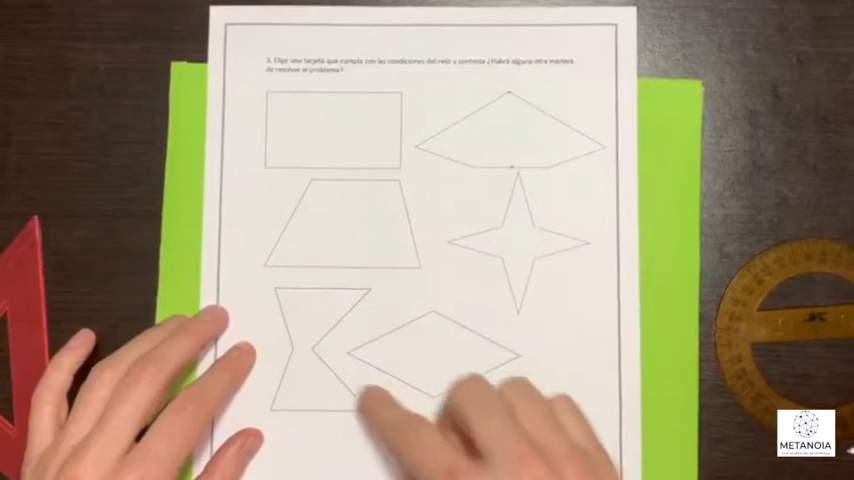 3. Elige una tarjeta que cumpla con las condiciones del reto y contesta ¿Habrá alguna otra manera
de resolver el problema?
METANOIA